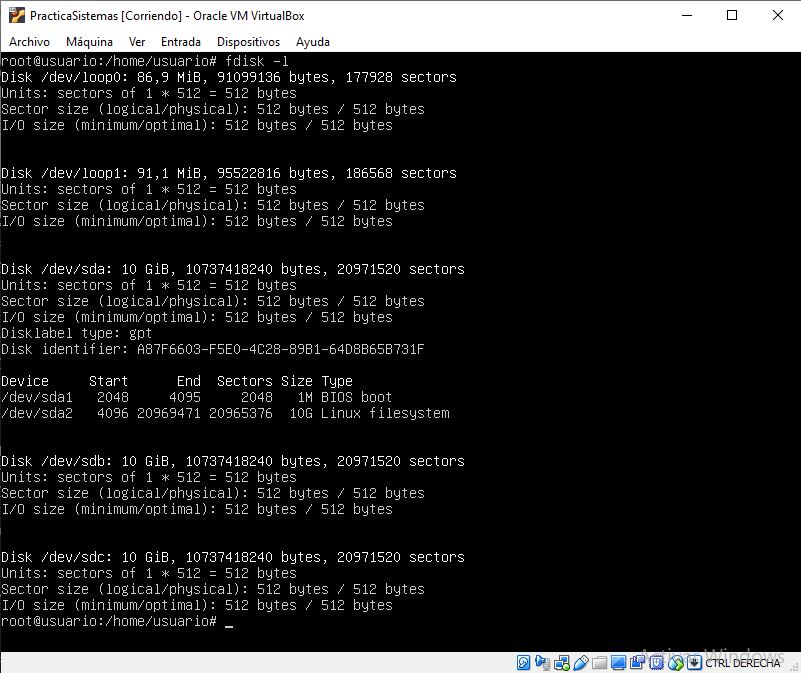 PracticaSistemas [Corriendo] - Oracle VM VirtualBox
Archivo Máquina Ver Entrada Dispositivos Ayuda
root@usuario:/home/usuario# fdisk -l
Disk /dev/loop0: 86,9 MiB, 91099136 bytes, 177928 sectors
Units: sectors of 1 * 512 = 512 bytes
Sector size (logical/physical): 512 bytes / 512 bytes
I/O size (minimum/optimal): 512 bytes / 512 bytes
Disk /dev/loop1: 91,1 MiB, 95522816 bytes, 186568 sectors
Units: sectors of 1 * 512 = 512 bytes
Sector size (logical/physical): 512 bytes / 512 bytes
I/O size (minimum/optimal): 512 bytes / 512 bytes
Disk /dev/sda: 10 GiB, 10737418240 bytes, 20971520 sectors
Units: sectors of 1 * 512 = 512 bytes
Sector size (logical/physical): 512 bytes / 512 bytes
I/O size (minimum/optimal): 512 bytes / 512 bytes
Disklabel type: gpt
Disk identifier: A87F6603-F5E0-4C28-89B1-64D8B65B731F
Device Start End Sectors Size Type
/dev/sda1 2048 4095 2048 1M BIOS boot
/dev/sda2 4096 20969471 20965376 10G Linux filesystem
Disk /dev/sdb: 10 GiB, 10737418240 bytes, 20971520 sectors
Units: sectors of 1 * 512 = 512 bytes
Sector size (logical/physical): 512 bytes / 512 bytes
I/O size (minimum/optimal): 512 bytes / 512 bytes
Disk /dev/sdc: 10 GiB, 10737418240 bytes, 20971520 sectors
Units: sectors of 1 * 512 = 512 bytes
Sector size (logical/physical): 512 bytes / 512 bytes
I/O size (minimum/optimal): 512 bytes / 512 bytes
root@usuario:/home/usuario# _
Activar Windows
CTRL DERECHA